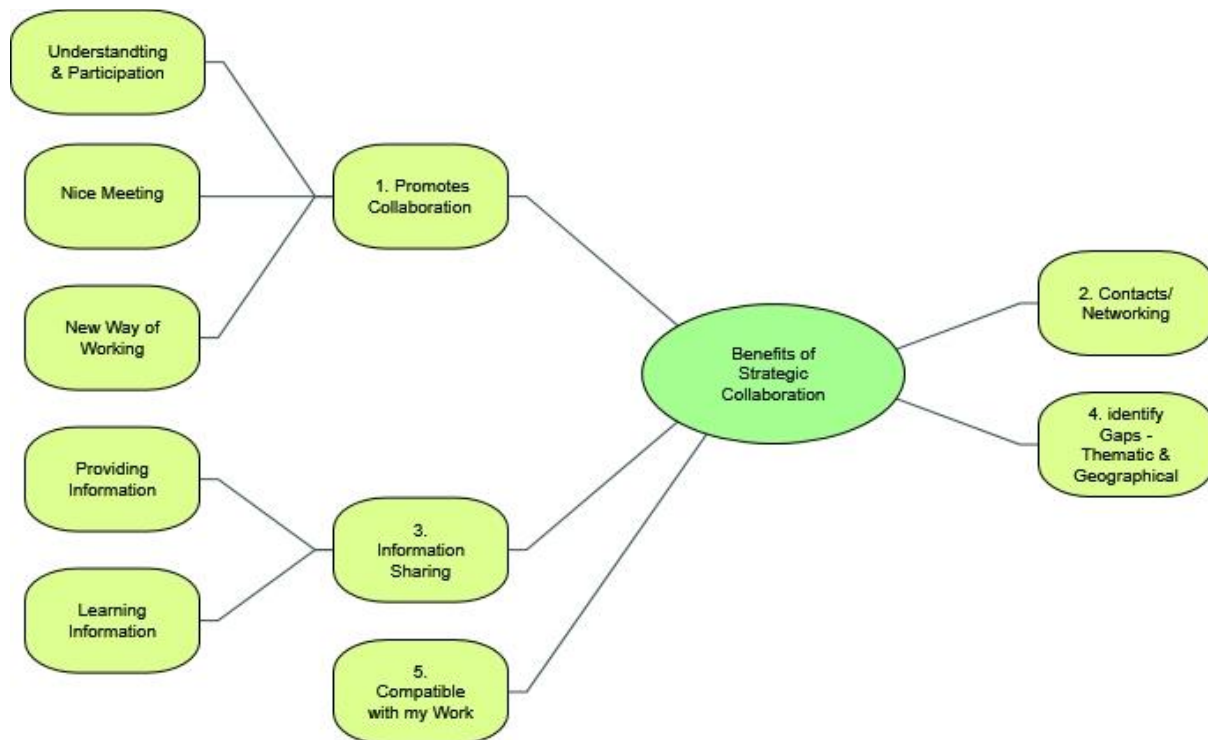 Understandting
& Participation
Nice Meeting
New Way of
Working
1. Promotes
Collaboration
Providing
Information
Learning
Information
3.
Information
Sharing
5.
Compatible
with my Work
Benefits of
Strategic
Collaboration
2. Contacts/
Networking
4. identify
Gaps -
Thematic &
Geographical